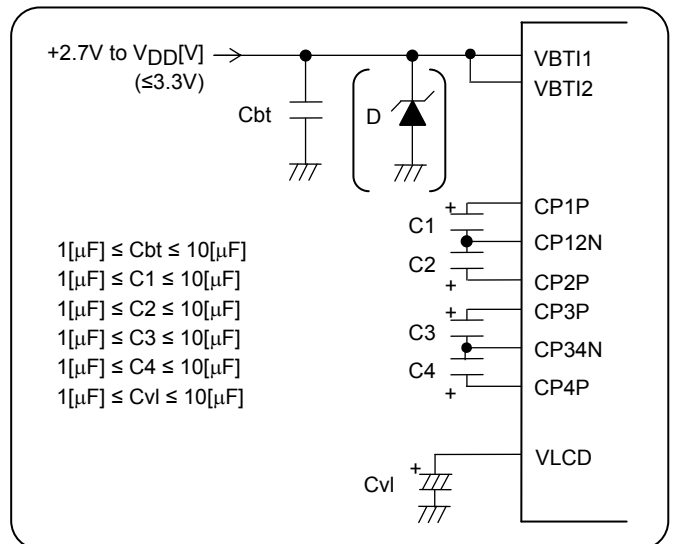 +2.7V to VDD[V]
(≤3.3V)
VBTI1
VBTI2
Cbt
D
CP1P
+
C1
CP12N
C2
CP2P
+
CP3P
+
C3
CP34N
C4
CP4P
+
1[μF] ≤ Cbt ≤ 10[μF]
1[μF] ≤ C1 ≤ 10[μF]
1[μF] ≤ C2 ≤ 10[μF]
1[μF] ≤ C3 ≤ 10[μF]
1[μF] ≤ C4 ≤ 10[μF]
1[μF] ≤ Cvl ≤ 10[μF]
VLCD
+
Cvl